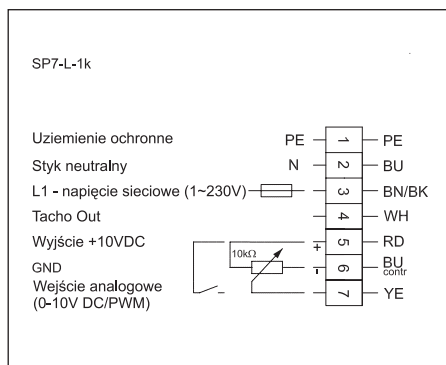 SP7-L-1k
Uziemienie ochronne PE 1 PE
Styk neutralny N 2 BU
L1 - napięcie sieciowe (1~230V) 3 BN/BK
Tacho Out 4 WH
Wyjście +10VDC + 5 RD
10kΩ
GND - 6 BU
contr
Wejście analogowe 7 YE
(0-10V DC/PWM)